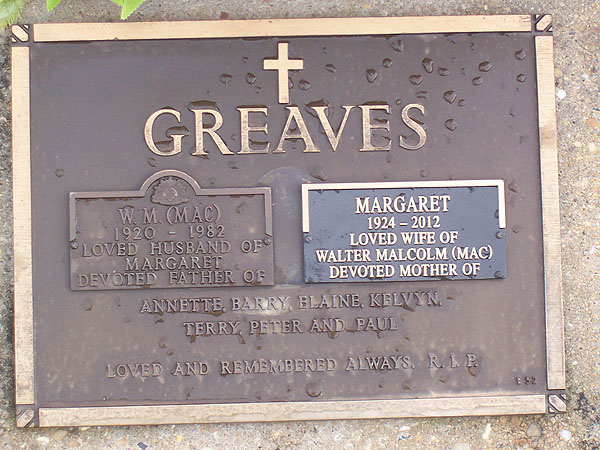 GREAVES
W. M. (MAC)
1920 - 1982
LOVED HUSBAND OF
MARGARET
DEVOTED FATHER OF
MARGARET
1924 – 2012
LOVED WIFE OF
WALTER MALCOLM (MAC)
DEVOTED MOTHER OF
ANNETTE, BARRY, ELAINE, KELVYN,
TERRY, PETER AND PAUL
LOVED AND REMEMBERED ALWAYS. R. I. P.